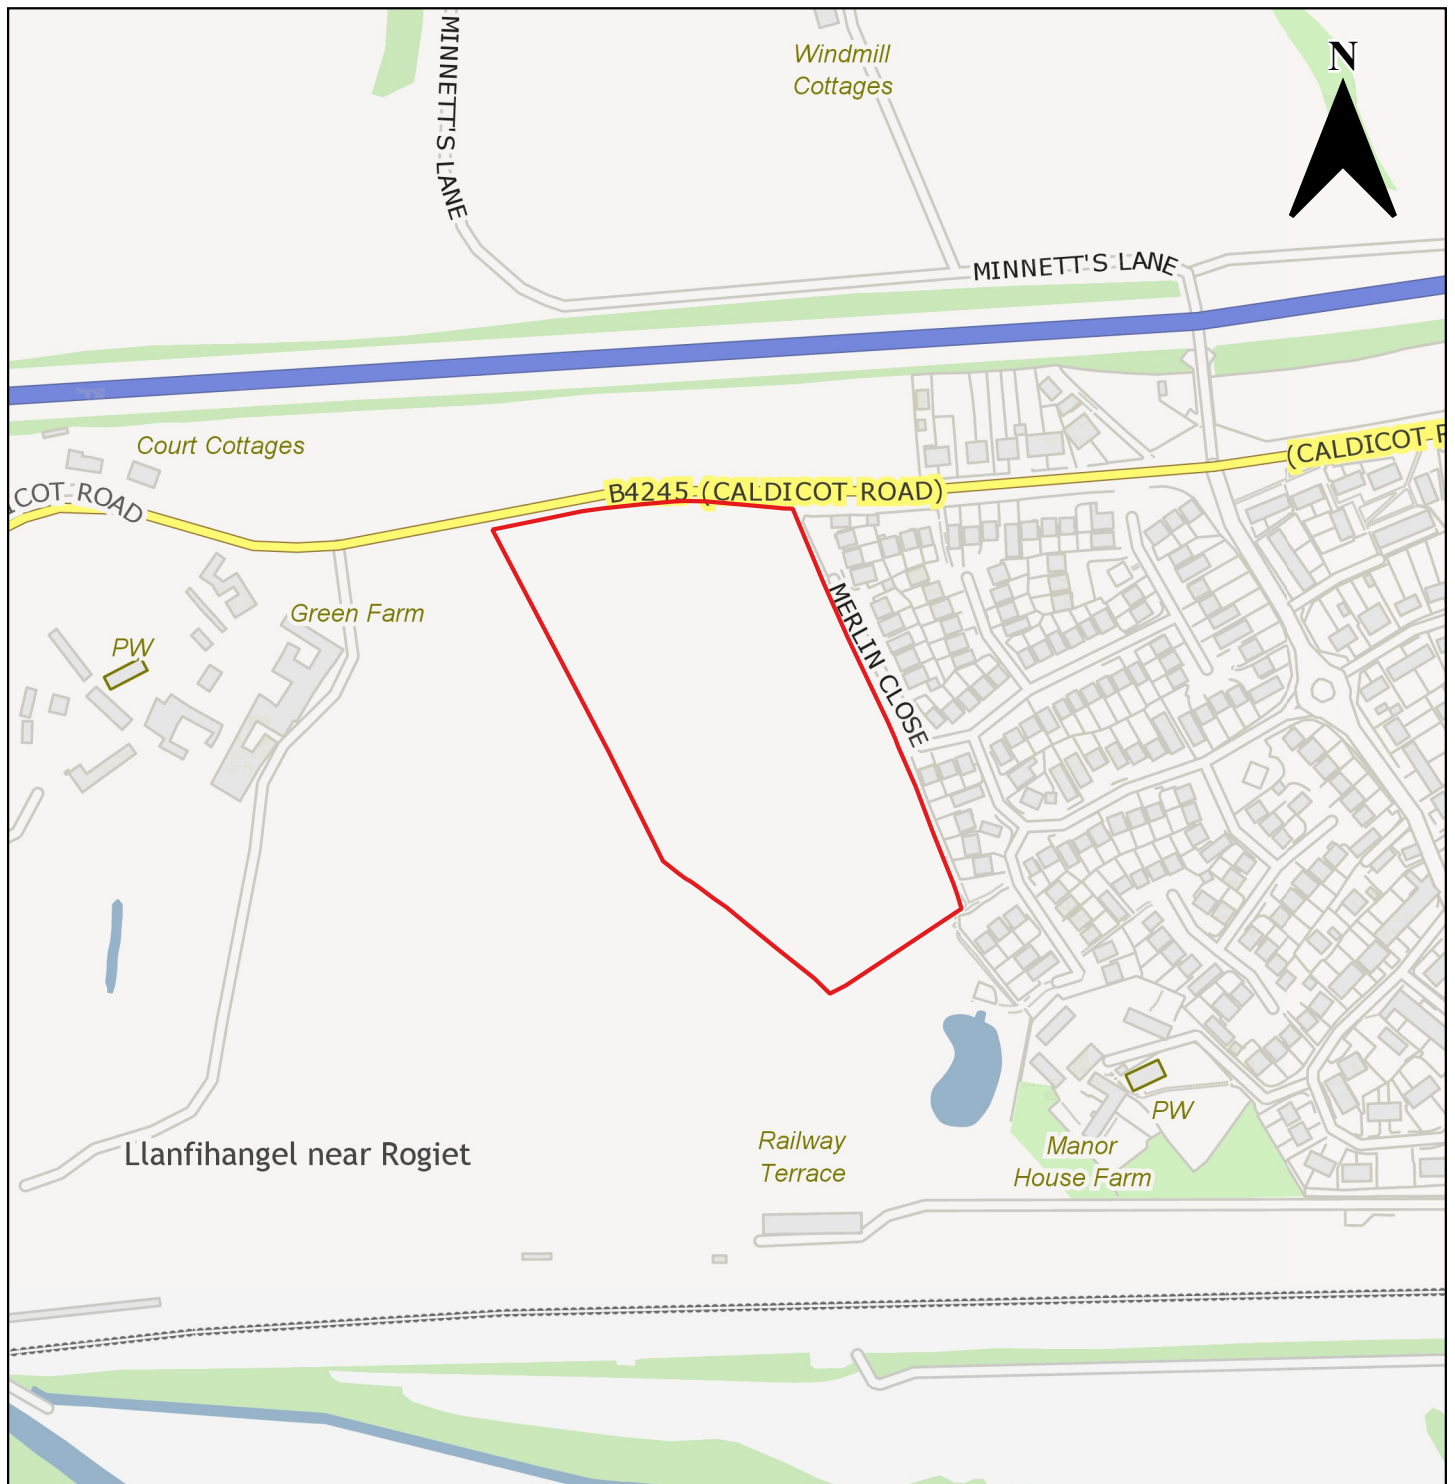 MINNETT'S LANE
Windmill
Cottages
N
MINNETT'S LANE
Court Cottages
(CALDICOT R
ICOT ROAD
B4245 (CALDICOT ROAD)
Green Farm
MERLIN CLOSE
PW
PW
Llanfihangel near Rogiet
Railway
Terrace
Manor
House Farm